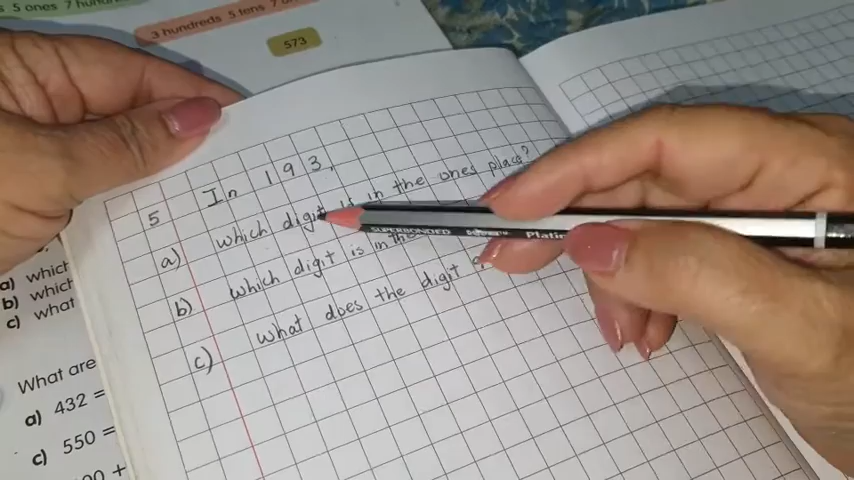 5 ones 7
3 hundreds 5 tens 7
573
5 In 193,
a) which digit is in the ones place?
b) which digit is in the
c) what does the digit
a) which
b) which
c) what
What are
a) 432 =
c) 550 =
+
SUPERBONDED Platin